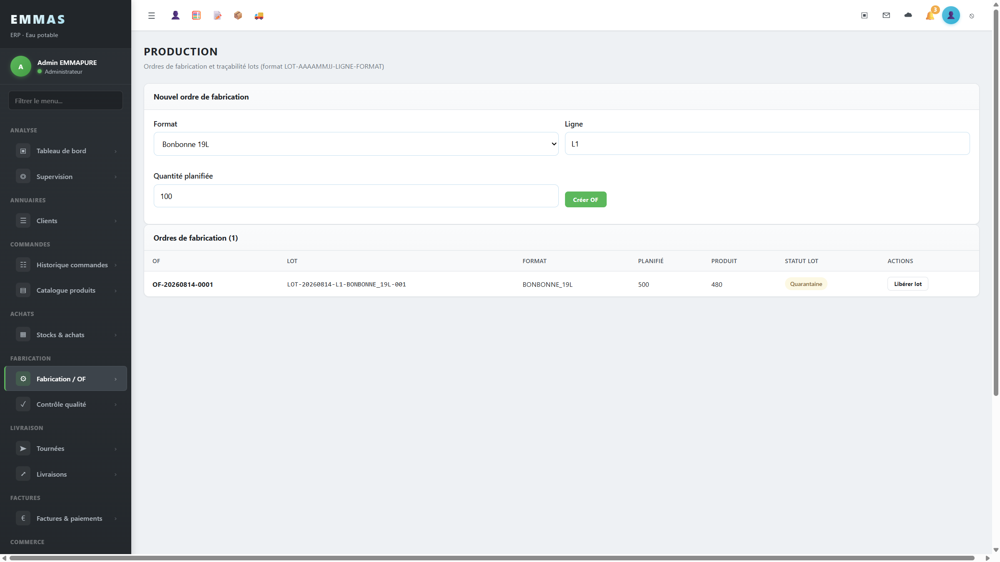 EMMAS
ERP · Eau potable
A
Admin EMMAPURE
Administrateur
Filtrer le menu...
ANALYSE
Tableau de bord
Supervision
ANNUAIRES
Clients
COMMANDES
Historique commandes
Catalogue produits
ACHATS
Stocks & achats
FABRICATION
Fabrication / OF
Contrôle qualité
LIVRAISON
Tournées
Livraisons
FACTURES
€ Factures & paiements
COMMERCE
3
PRODUCTION
Ordres de fabrication et traçabilité lots (format LOT-AAAAMMJJ-LIGNE-FORMAT)
Nouvel ordre de fabrication
Format
Ligne
Bonbonne 19L
L1
Quantité planifiée
100
Créer OF
Ordres de fabrication (1)
OF LOT FORMAT PLANIFIÉ PRODUIT STATUT LOT ACTIONS
OF-20260814-0001 LOT-20260814-L1-BONBONNE_19L-001 BONBONNE_19L 500 480 Quarantaine Libérer lot